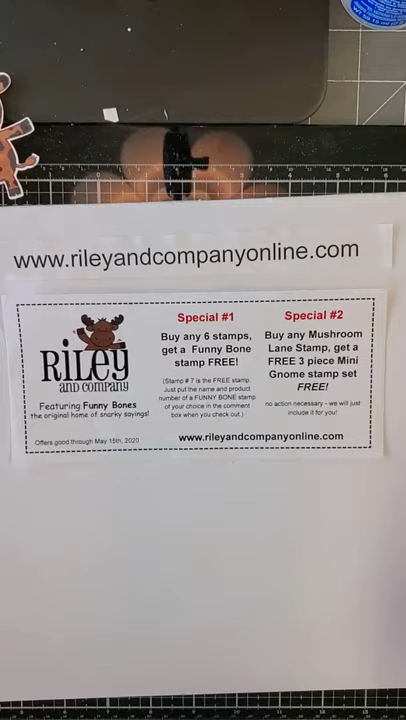 www.rileyandcompanyonline.com
RiLEY
AND COMPANY
Featuring Funny Bones
the original home of snarky sayings!
Offers good through May 15th, 2020
Special #1
Buy any 6 stamps,
get a Funny Bone
stamp FREE!
(Stamp # 7 is the FREE stamp.
Just put the name and product
number of a FUNNY BONE stamp
of your choice in the comment
box when you check out.)
Special #2
Buy any Mushroom
Lane Stamp, get a
FREE 3 piece Mini
Gnome stamp set
FREE!
no action necessary - we will just
include it for you!
www.rileyandcompanyonline.com